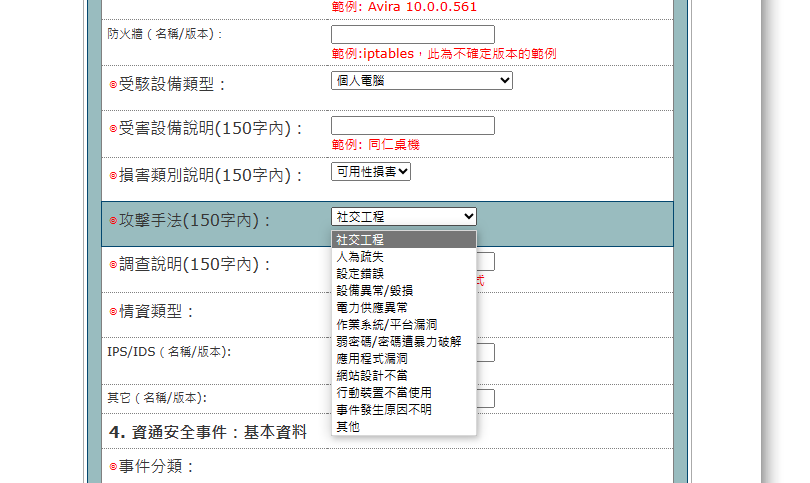 範例: Avira 10.0.0.561
防火牆 ( 名稱/版本) :
範例:iptables，此為不確定版本的範例
◎受駭設備類型 :
個人電腦
◎受害設備說明(150字內) :
範例: 同仁桌機
◎損害類別說明(150字內) :
可用性損害
◎攻擊手法(150字內) :
社交工程
社交工程
人為疏失
◎調查說明(150字內) :
設定錯誤
式
設備異常/毀損
電力供應異常
◎情資類型 :
作業系統/平台漏洞
弱密碼/密碼遭暴力破解
IPS/IDS ( 名稱/版本):
應用程式漏洞
網站設計不當
行動裝置不當使用
其它 ( 名稱/版本):
事件發生原因不明
其他
4. 資通安全事件 : 基本資料
◎事件分類 :